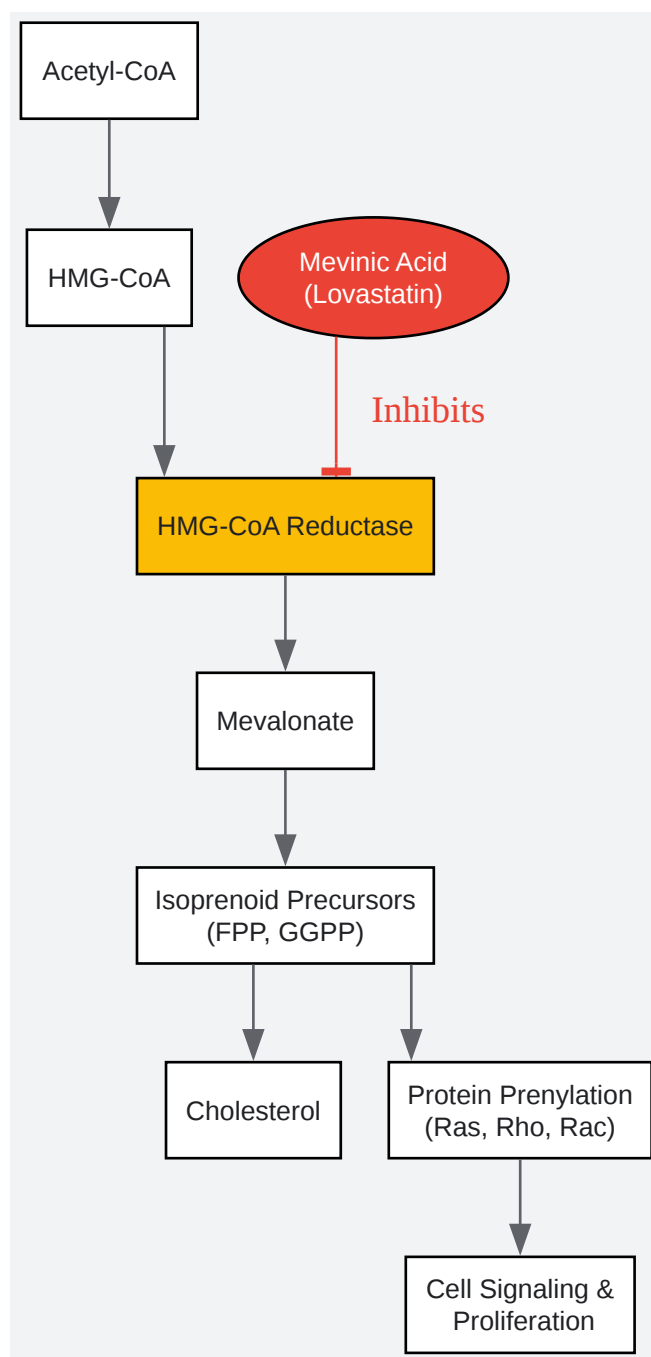 Acetyl-CoA
HMG-CoA
Mevinic Acid
(Lovastatin)
Inhibits
HMG-CoA Reductase
Mevalonate
Isoprenoid Precursors
(FPP, GGPP)
Cholesterol
Protein Prenylation
(Ras, Rho, Rac)
Cell Signaling &
Proliferation